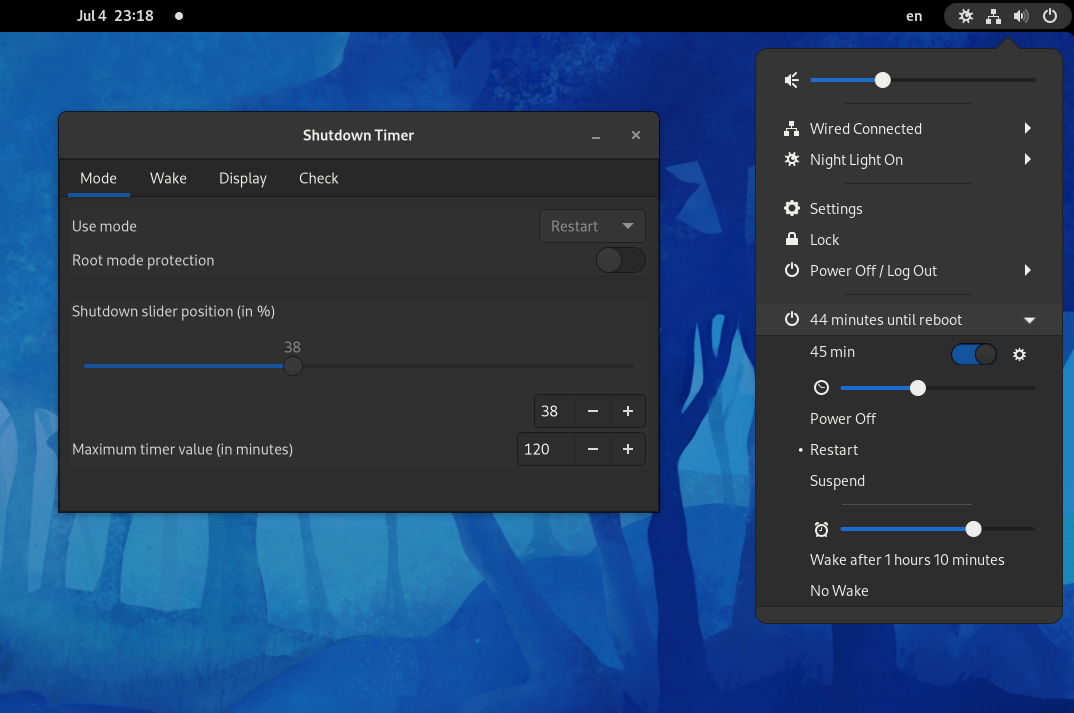 Jul 4 23:18
en
Shutdown Timer
Mode Wake Display Check
Use mode Restart
Root mode protection
Shutdown slider position (in %)
38
38
Maximum timer value (in minutes) 120
Wired Connected
Night Light On
Settings
Lock
Power Off / Log Out
44 minutes until reboot
45 min
Power Off
• Restart
Suspend
Wake after 1 hours 10 minutes
No Wake